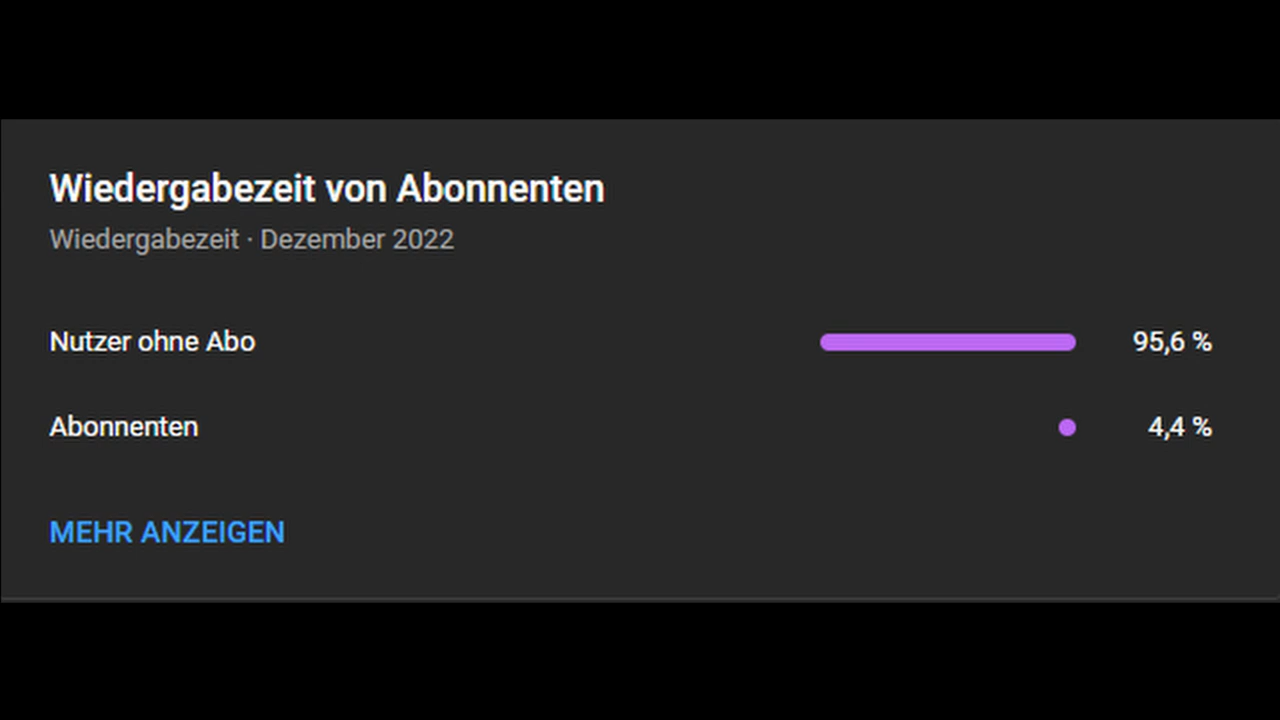 Wiedergabezeit von Abonnenten
Wiedergabezeit · Dezember 2022
Nutzer ohne Abo 95,6 %
Abonnenten 4,4 %
MEHR ANZEIGEN